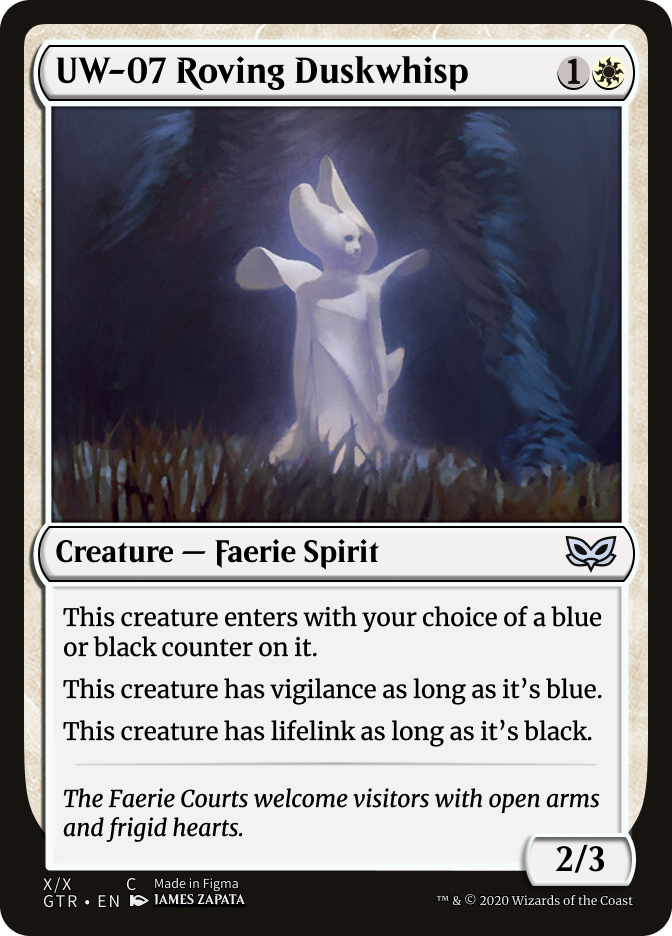 UW-07 Roving Duskwhisp
1
Creature — Faerie Spirit
This creature enters with your choice of a blue
or black counter on it.
This creature has vigilance as long as it's blue.
This creature has lifelink as long as it's black.
The Faerie Courts welcome visitors with open arms
and frigid hearts.
2/3
X/X C Made in Figma
GTR • EN JAMES ZAPATA
™ & © 2020 Wizards of the Coast